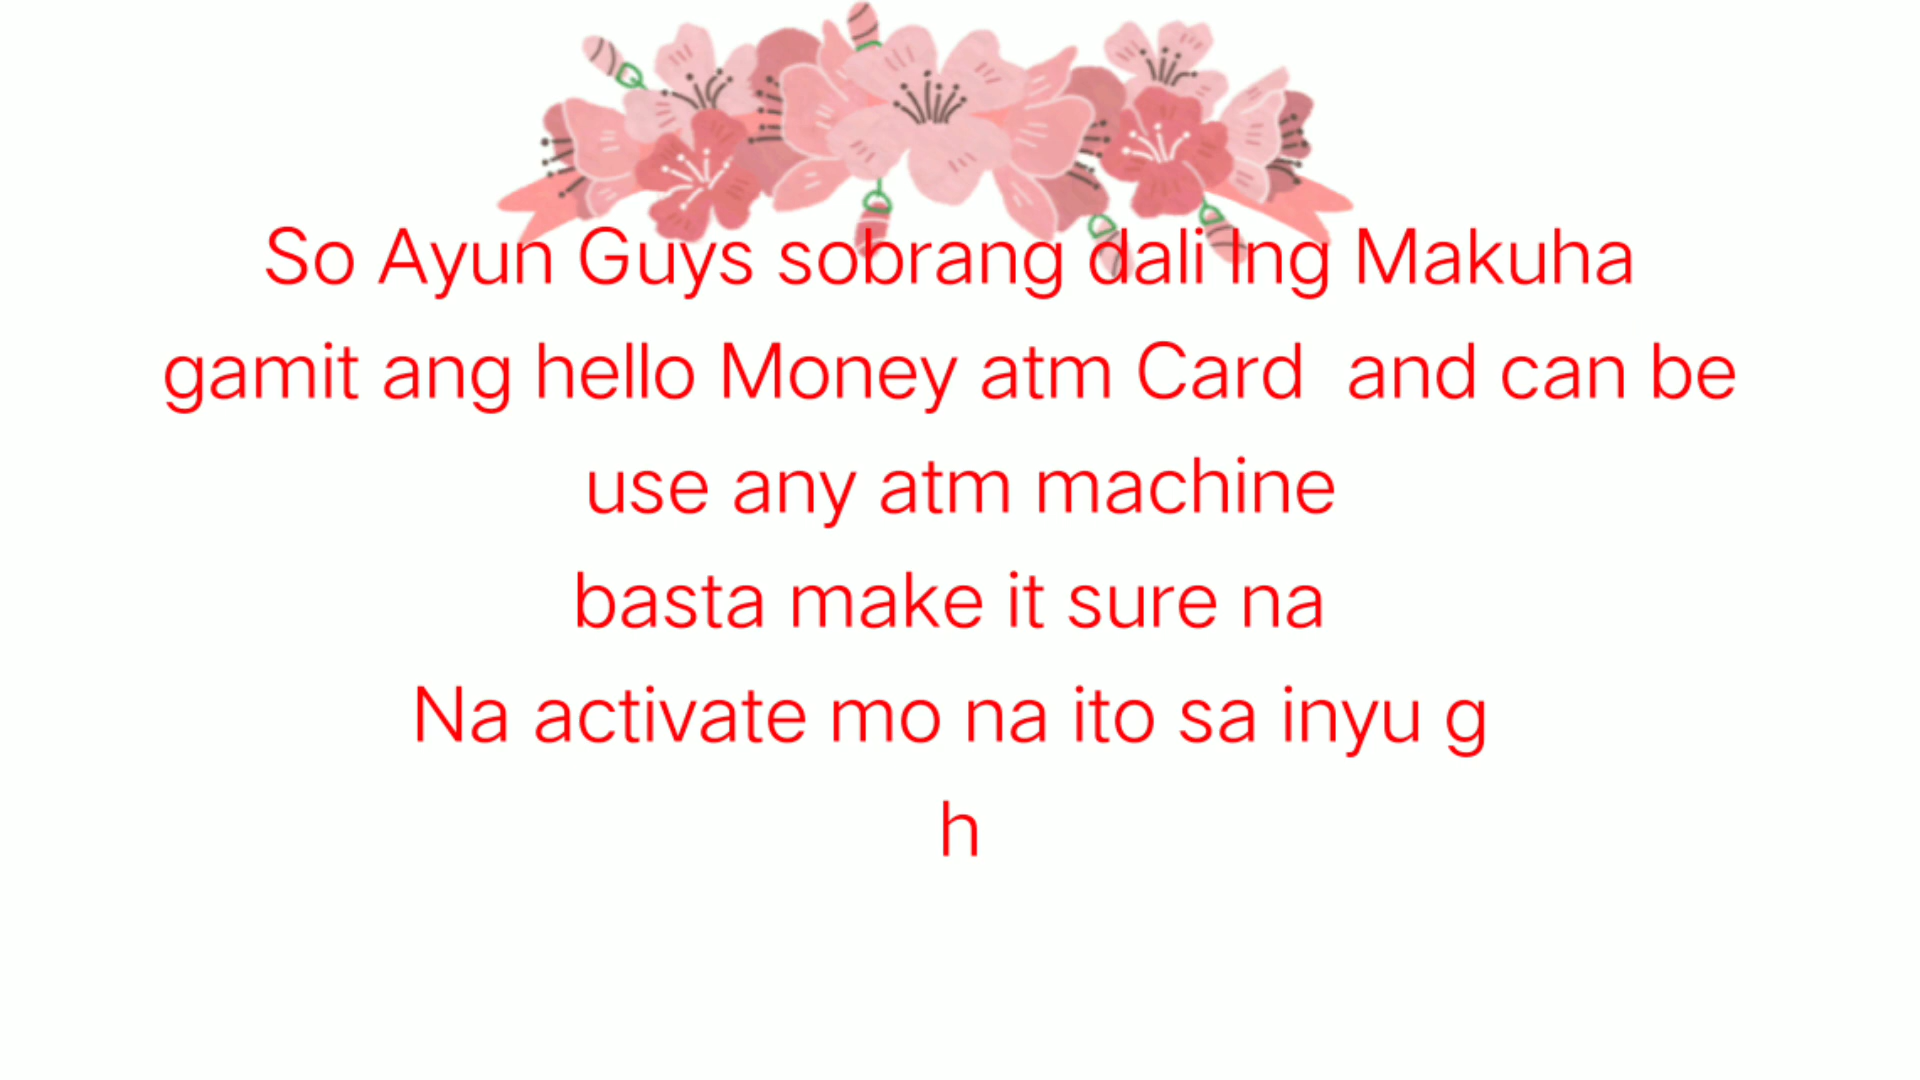 So Ayun Guys sobrang dali lng Makuha
gamit ang hello Money atm Card  and can be
use any atm machine
basta make it sure na
Na activate mo na ito sa inyu g
h